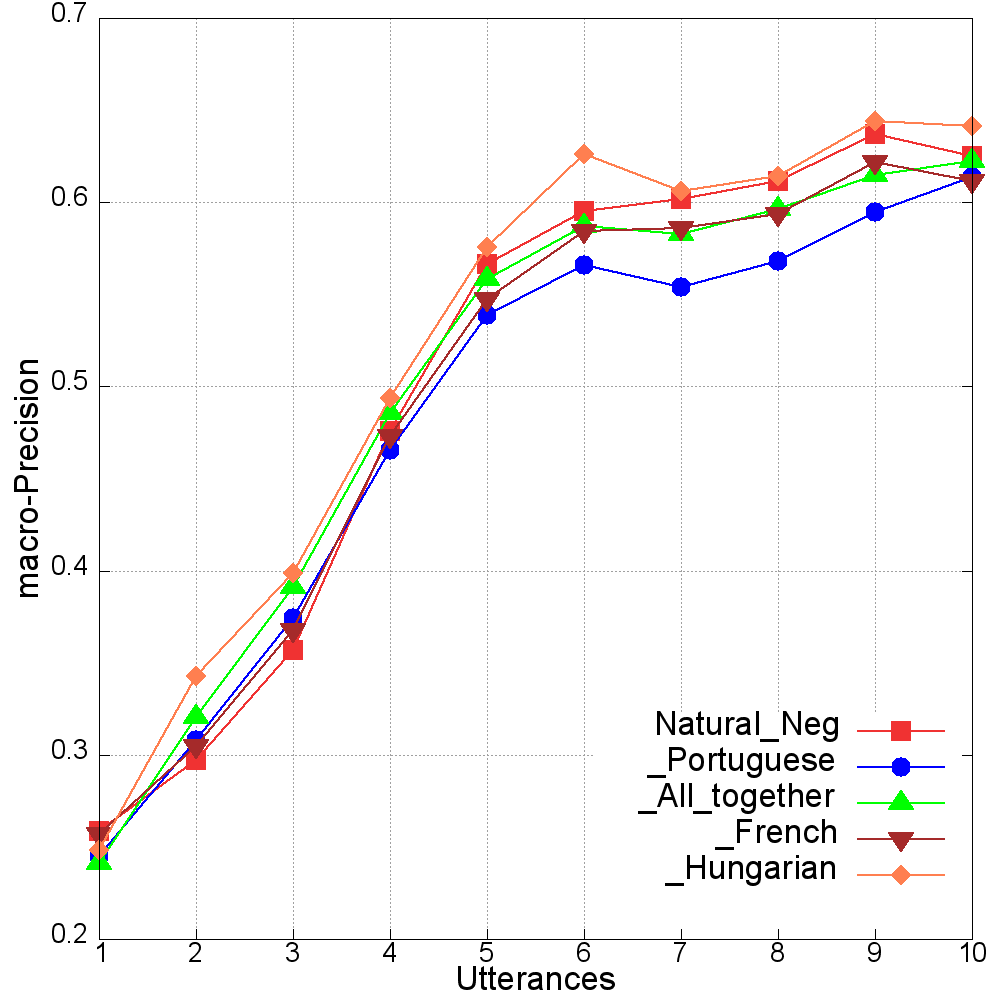 0.7
0.6
0.5
0.4
0.3
0.2
macro-Precision
1 2 3 4 5 6 7 8 9 10
Utterances
Natural_Neg
_Portuguese
_All_together
_French
_Hungarian